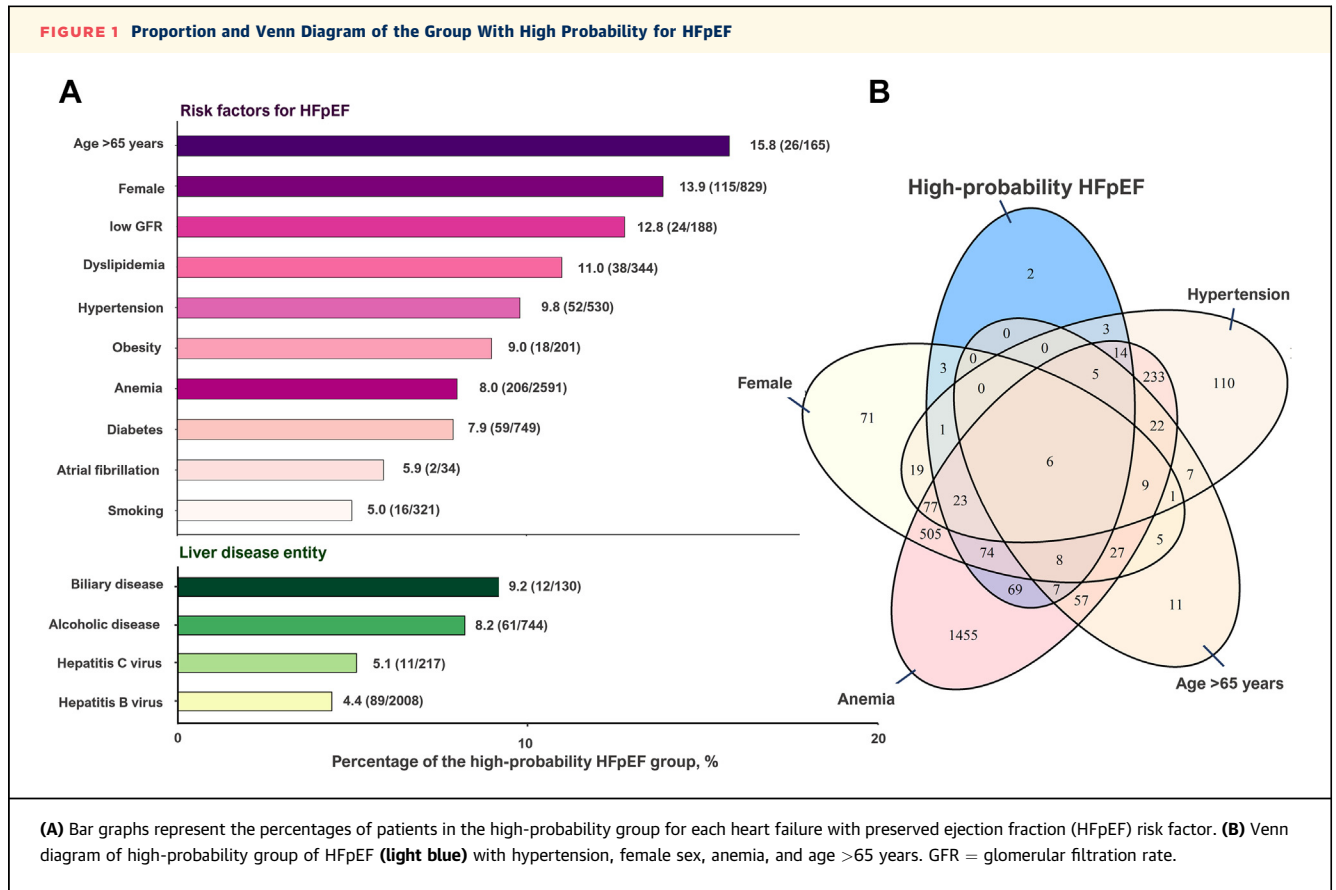 FIGURE 1 Proportion and Venn Diagram of the Group With High Probability for HFpEF
A
Risk factors for HFpEF
Age >65 years 15.8 (26/165)
Female 13.9 (115/829)
low GFR 12.8 (24/188)
Dyslipidemia 11.0 (38/344)
Hypertension 9.8 (52/530)
Obesity 9.0 (18/201)
Anemia 8.0 (206/2591)
Diabetes 7.9 (59/749)
Atrial fibrillation 5.9 (2/34)
Smoking 5.0 (16/321)
Liver disease entity
Biliary disease 9.2 (12/130)
Alcoholic disease 8.2 (61/744)
Hepatitis C virus 5.1 (11/217)
Hepatitis B virus 4.4 (89/2008)
0 10 20
Percentage of the high-probability HFpEF group, %
B
High-probability HFpEF
2
Hypertension
0 3
0 14
3 0
5 233 110
Female
0
71
1 22
19 6 7
9 1
77 23
505 5
74 8 27
69 7 57
11
1455
Age >65 years
Anemia
(A) Bar graphs represent the percentages of patients in the high-probability group for each heart failure with preserved ejection fraction (HFpEF) risk factor. (B) Venn
diagram of high-probability group of HFpEF (light blue) with hypertension, female sex, anemia, and age >65 years. GFR = glomerular filtration rate.